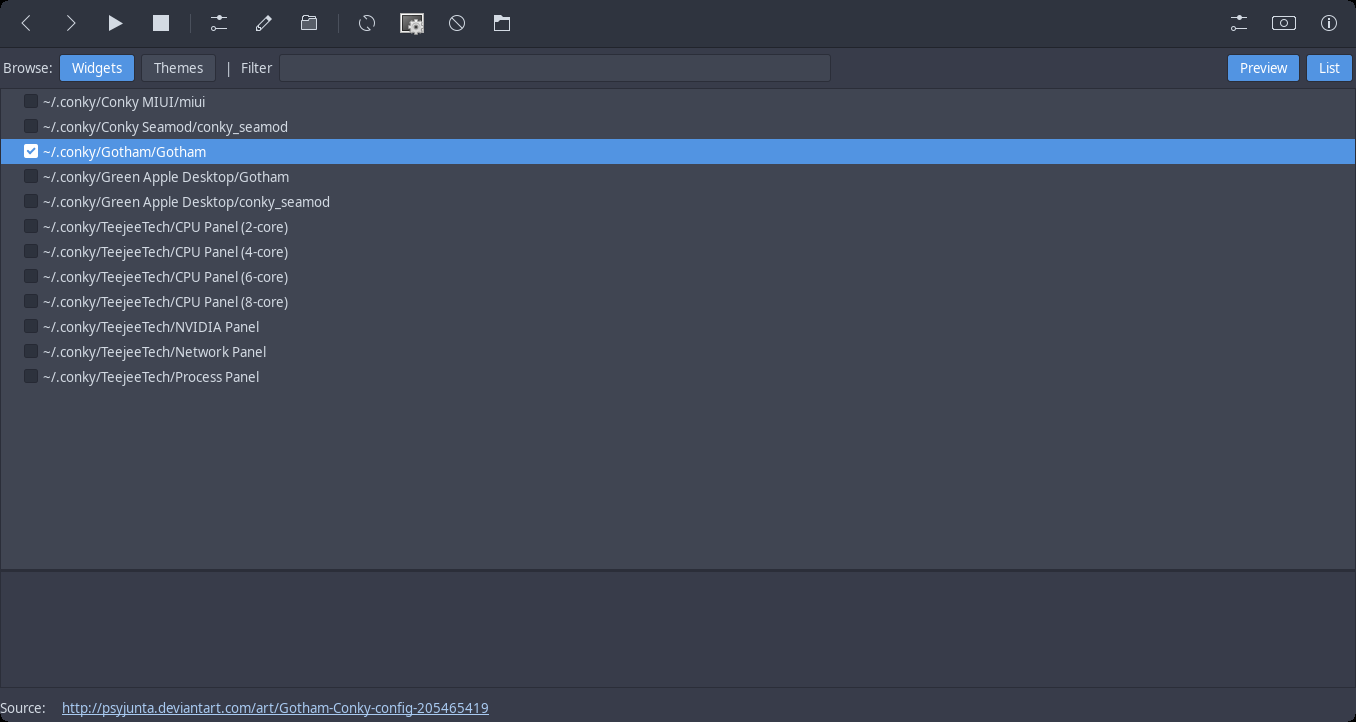 Browse: Widgets Themes | Filter Preview List
~/.conky/Conky MIUI/miui
~/.conky/Conky Seamod/conky_seamod
~/.conky/Gotham/Gotham
~/.conky/Green Apple Desktop/Gotham
~/.conky/Green Apple Desktop/conky_seamod
~/.conky/TeejeeTech/CPU Panel (2-core)
~/.conky/TeejeeTech/CPU Panel (4-core)
~/.conky/TeejeeTech/CPU Panel (6-core)
~/.conky/TeejeeTech/CPU Panel (8-core)
~/.conky/TeejeeTech/NVIDIA Panel
~/.conky/TeejeeTech/Network Panel
~/.conky/TeejeeTech/Process Panel
Source: http://psyjunta.deviantart.com/art/Gotham-Conky-config-205465419